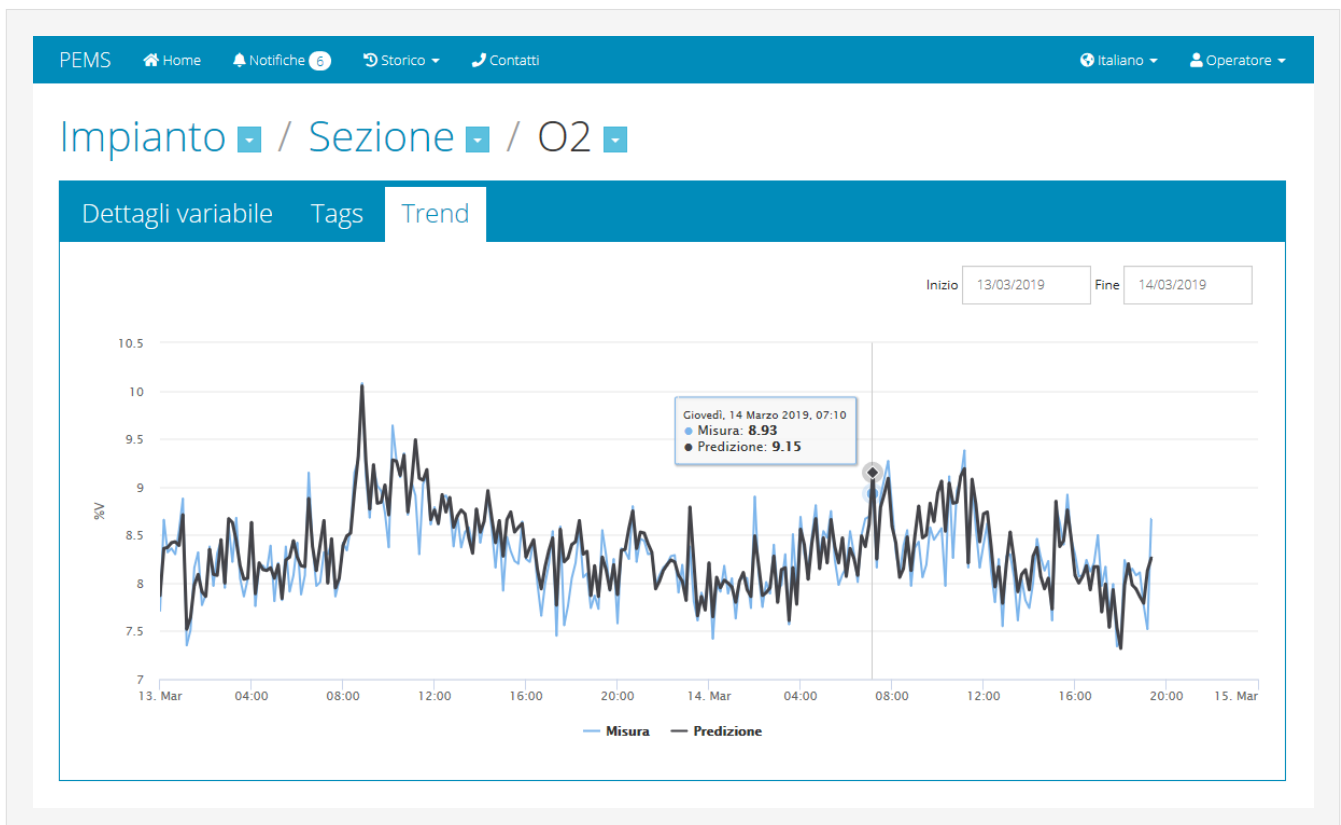 PEMS Home Notifiche 6 Storico Contatti Italiano Operatore
Impianto / Sezione / O2
Dettagli variabile Tags Trend
Inizio 13/03/2019 Fine 14/03/2019
10.5
10
9.5
9
8.5
8
7.5
7
%V
Giovedì, 14 Marzo 2019, 07:10
Misura: 8.93
Predizione: 9.15
13. Mar 04:00 08:00 12:00 16:00 20:00 14. Mar 04:00 08:00 12:00 16:00 20:00 15. Mar
Misura Predizione